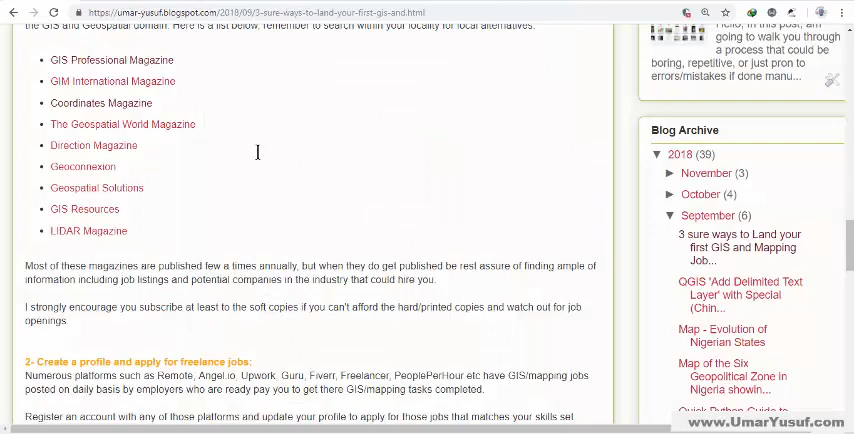 https://umar-yusuf.blogspot.com/2018/09/3-sure-ways-to-land-your-first-gis-and.html
the GIS and Geospatial domain. Here is a list below, remember to search within your locality for local alternatives.
GIS Professional Magazine
GIM International Magazine
Coordinates Magazine
The Geospatial World Magazine
Direction Magazine
Geoconnexion
Geospatial Solutions
GIS Resources
LIDAR Magazine
Most of these magazines are published few a times annually, but when they do get published be rest assure of finding ample of
information including job listings and potential companies in the industry that could hire you.
I strongly encourage you subscribe at least to the soft copies if you can't afford the hard/printed copies and watch out for job
openings.
2- Create a profile and apply for freelance jobs:
Numerous platforms such as Remote, Angel.io, Upwork, Guru, Fiverr, Freelancer, PeoplePerHour etc have GIS/mapping jobs
posted on daily basis by employers who are ready pay you to get there GIS/mapping tasks completed.
Register an account with any of those platforms and update your profile to apply for those jobs that matches your skills set
Hello, in this post, am
going to walk you through
a process that could be
boring, repetitive, or just pron to
errors/mistakes if done manu...
Blog Archive
▼ 2018 (39)
► November (3)
► October (4)
▼ September (6)
3 sure ways to Land your
first GIS and Mapping
Job...
QGIS 'Add Delimited Text
Layer' with Special
(Chin...
Map - Evolution of
Nigerian States
Map of the Six
Geopolitical Zone in
Nigeria showin...
Quick Python Guide to
www.UmarYusuf.com